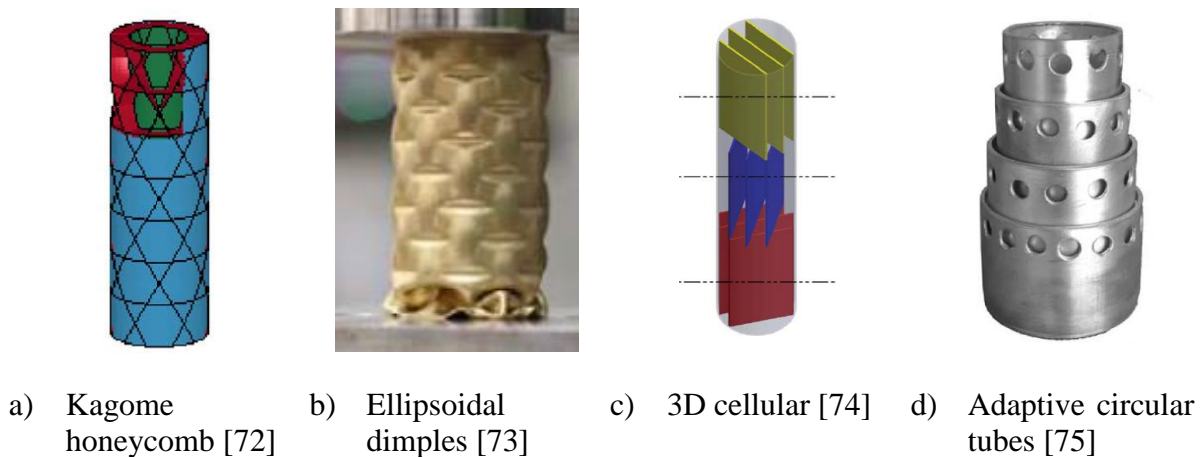 a) Kagome
honeycomb [72]
b) Ellipsoidal
dimples [73]
c) 3D cellular [74]
d) Adaptive circular
tubes [75]